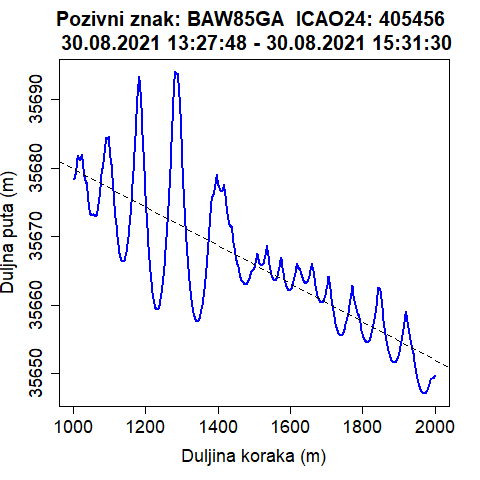 Pozivni znak: BAW85GA ICAO24: 405456
30.08.2021 13:27:48 - 30.08.2021 15:31:30
Duljna puta (m)
35690
35680
35670
35660
35650
1000 1200 1400 1600 1800 2000
Duljina koraka (m)